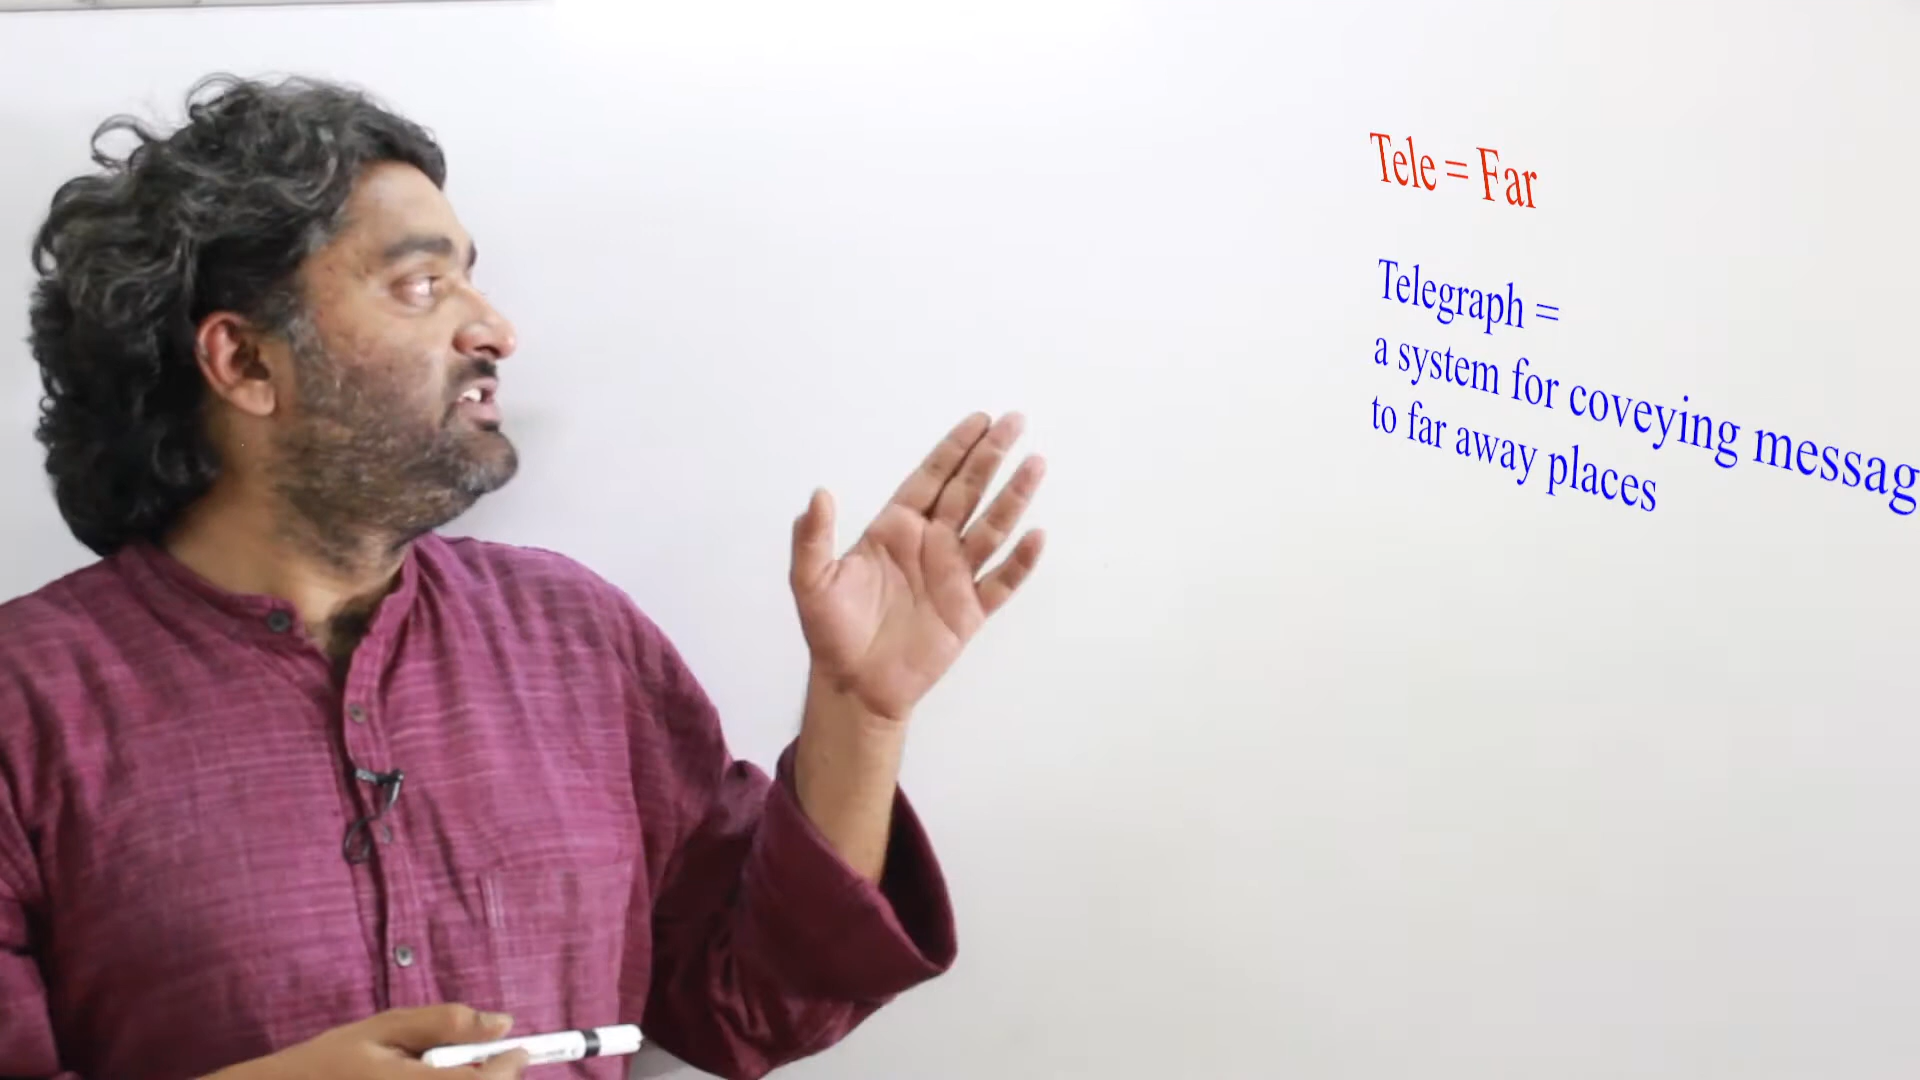 Tele = Far
Telegraph =
a system for coveying messag
to far away places